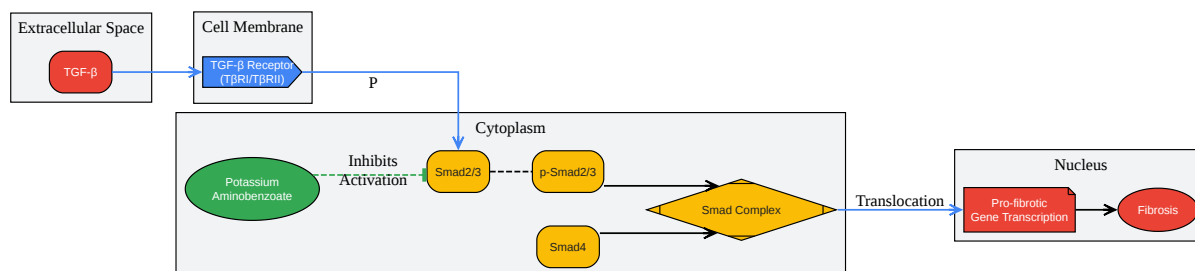 Extracellular Space
TGF-β
Cell Membrane
TGF-β Receptor
(TβRI/TβRII)
P
Cytoplasm
Potassium
Aminobenzoate
Inhibits
Activation
Smad2/3
p-Smad2/3
Smad4
Smad Complex
Translocation
Nucleus
Pro-fibrotic
Gene Transcription
Fibrosis